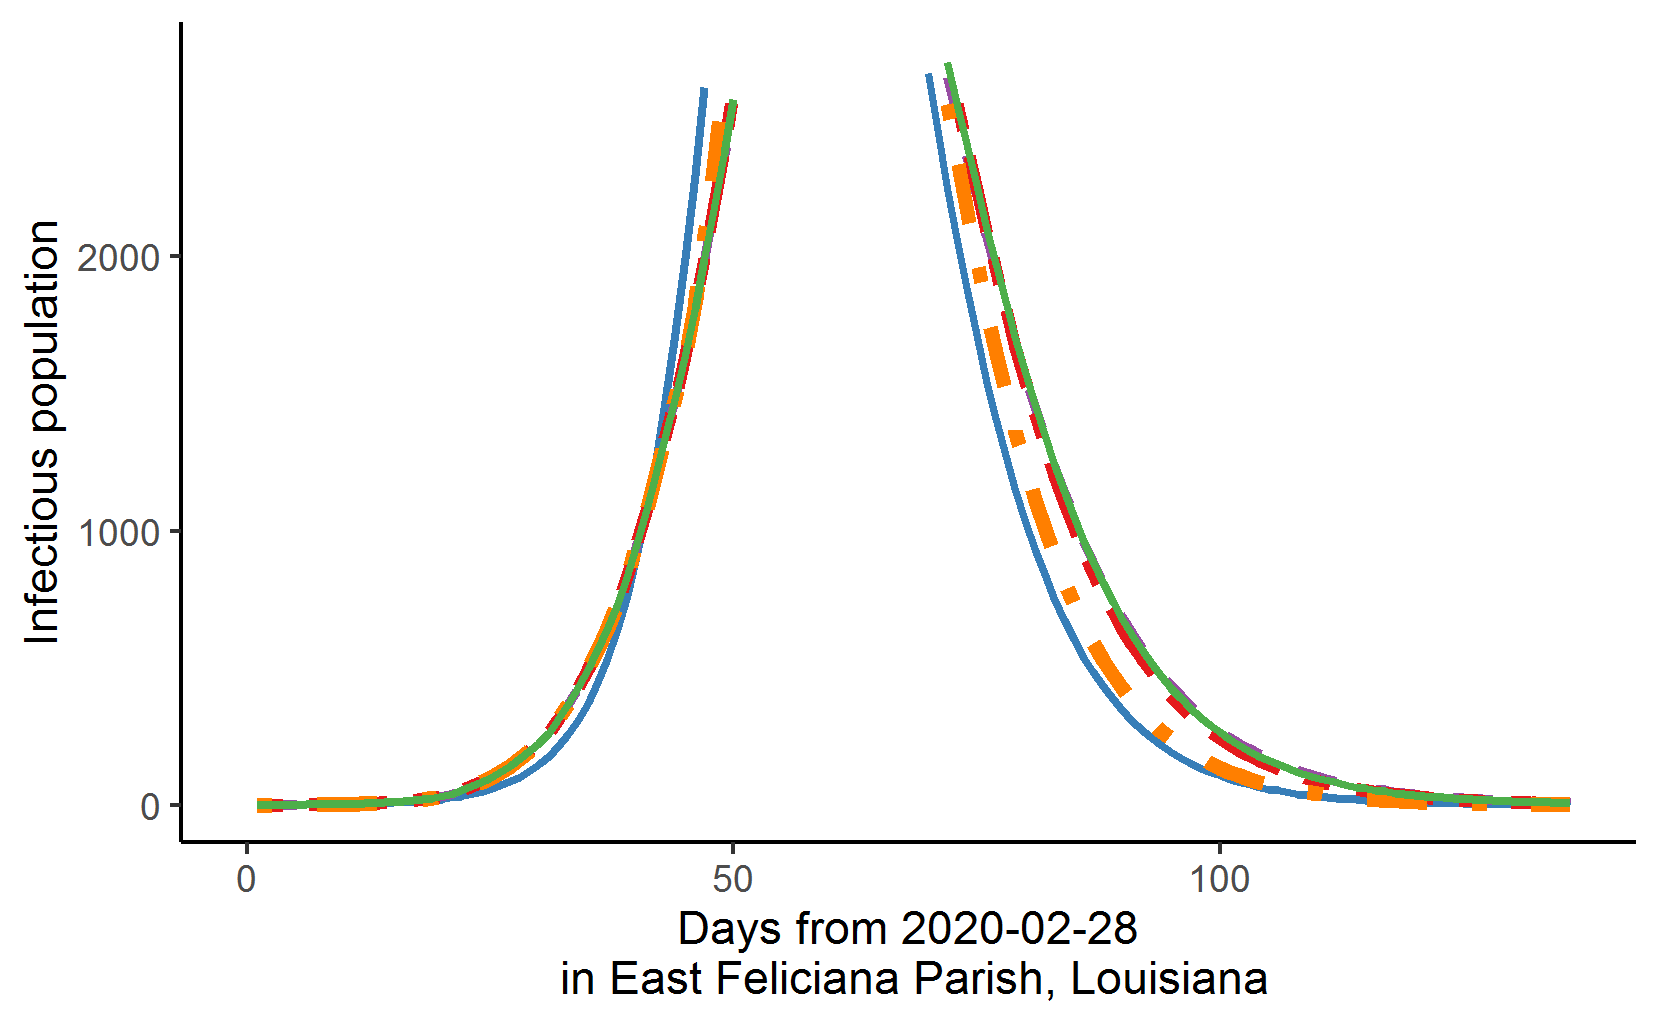 Infectious population
2000
1000
0
0 50 100
Days from 2020-02-28
in East Feliciana Parish, Louisiana